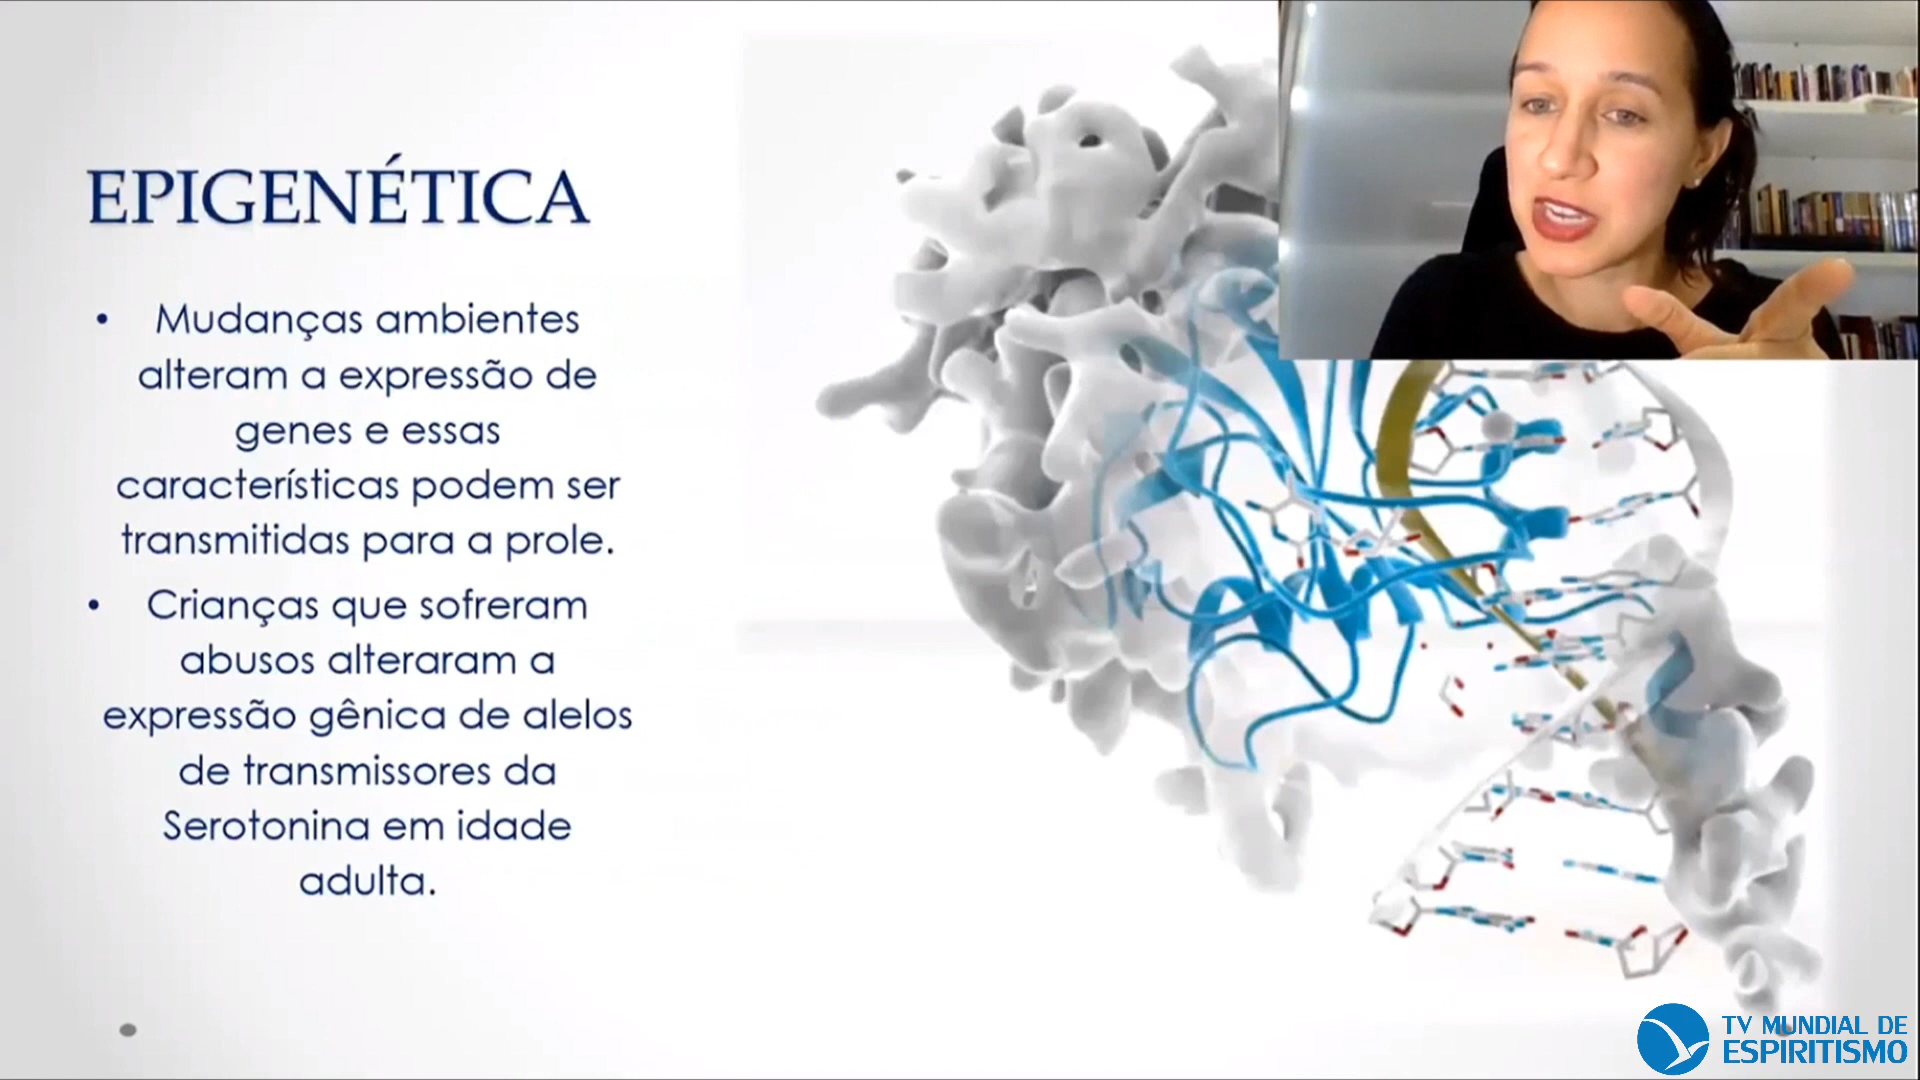 EPIGENÉTICA
• Mudanças ambientes
alteram a expressão de
genes e essas
características podem ser
transmitidas para a prole.
• Crianças que sofreram
abusos alteraram a
expressão gênica de alelos
de transmissores da
Serotonina em idade
adulta.
TV MUNDIAL DE
ESPIRITISMO